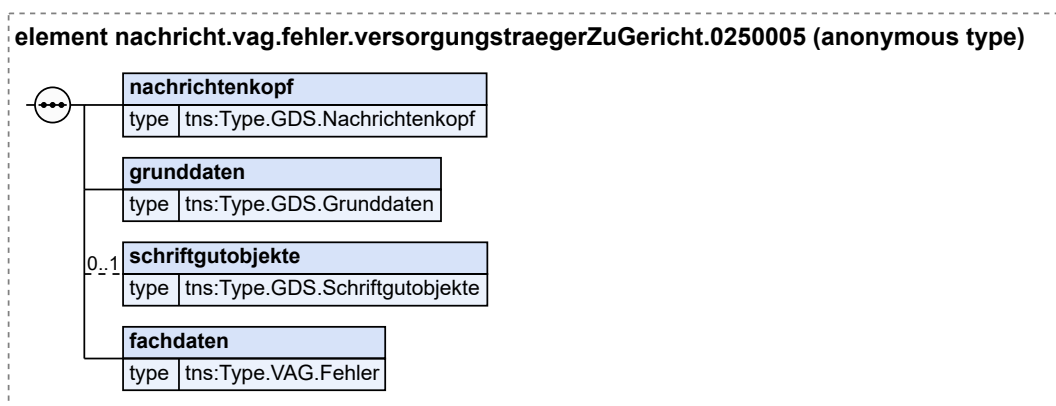 element nachricht.vag.fehler.versorgungstraegerZuGericht.0250005 (anonymous type)
nachrichtenkopf
type tns:Type.GDS.Nachrichtenkopf
grunddaten
type tns:Type.GDS.Grunddaten
0..1
schriftgutobjekte
type tns:Type.GDS.Schriftgutobjekte
fachdaten
type tns:Type.VAG.Fehler